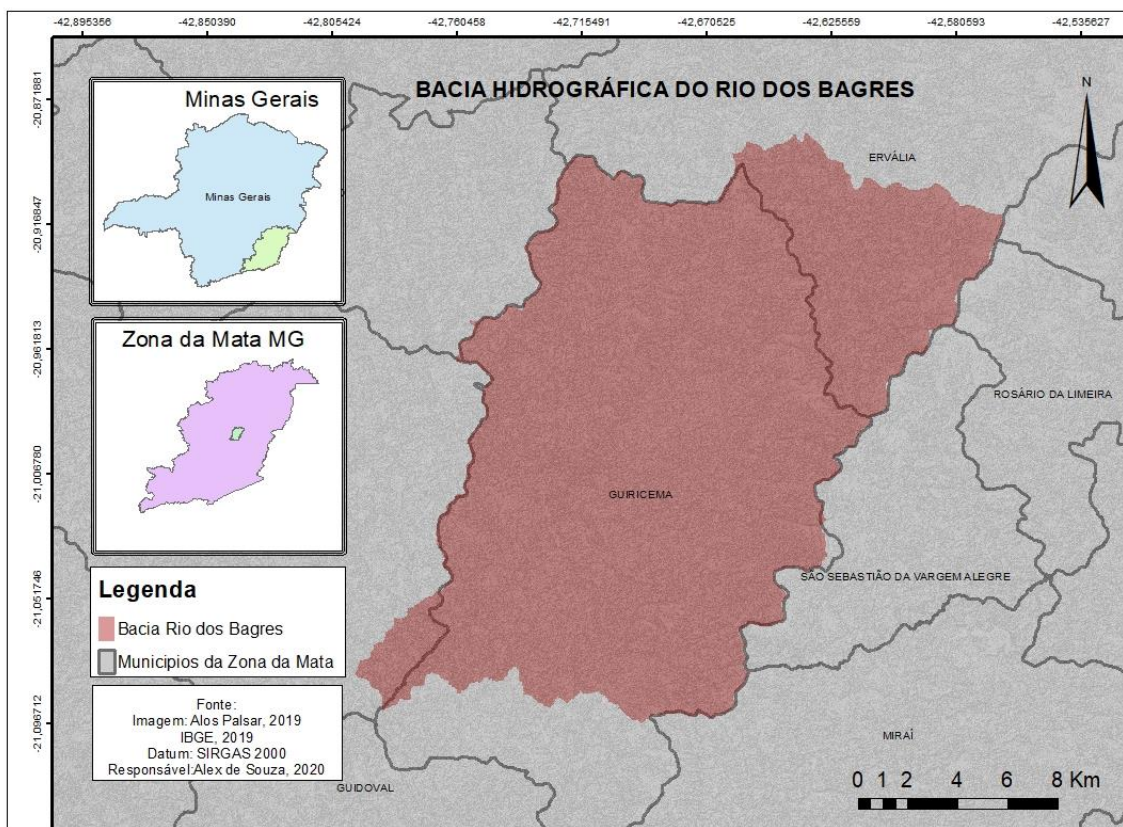 -42,895356 -42,850390 -42,805424 -42,760458 -42,715491 -42,670525 -42,625559 -42,580593 -42,535627
-20,871881
-20,916847
-20,961813
-21,006780
-21,051746
-21,096712
BACIA HIDROGRÁFICA DO RIO DOS BAGRES
N
Minas Gerais
Minas Gerais
Zona da Mata MG
ERVÁLIA
ROSÁRIO DA LIMEIRA
GUIRICEMA
SÃO SEBASTIÃO DA VARGEM ALEGRE
MIRAÍ
GUIDOVAL
Legenda
Bacia Rio dos Bagres
Municipios da Zona da Mata
Fonte:
Imagem: Alos Palsar, 2019
IBGE, 2019
Datum: SIRGAS 2000
Responsável:Alex de Souza, 2020
0 1 2 4 6 8 Km